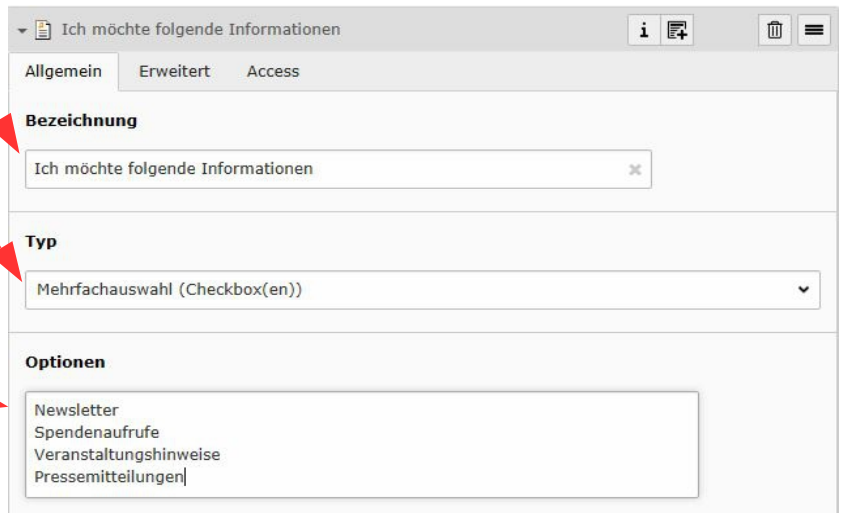 Ich möchte folgende Informationen
Allgemein Erweitert Access
Bezeichnung
Ich möchte folgende Informationen
Typ
Mehrfachauswahl (Checkbox(en))
Optionen
Newsletter
Spendenaufrufe
Veranstaltungshinweise
Pressemitteilungen